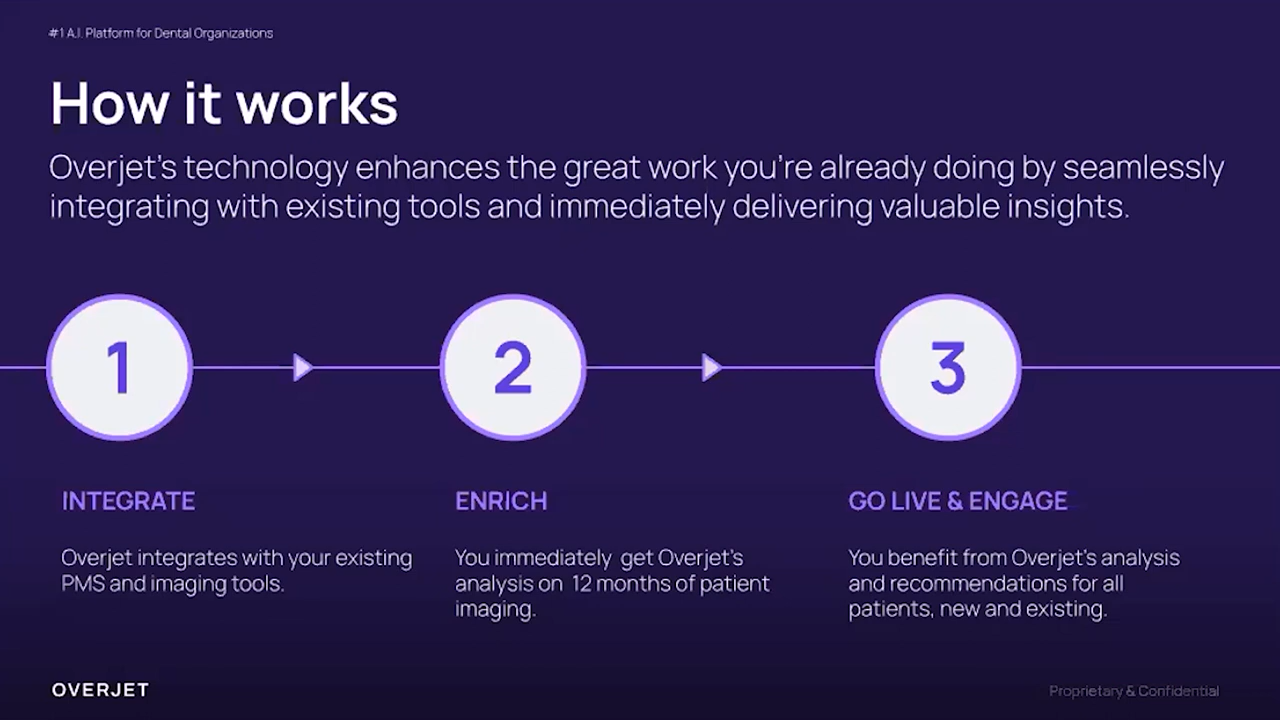 #1 A.I. Platform for Dental Organizations
How it works
Overjet's technology enhances the great work you're already doing by seamlessly
integrating with existing tools and immediately delivering valuable insights.
1
2
3
INTEGRATE
Overjet integrates with your existing
PMS and imaging tools.
ENRICH
You immediately get Overjet's
analysis on 12 months of patient
imaging.
GO LIVE & ENGAGE
You benefit from Overjet's analysis
and recommendations for all
patients, new and existing.
OVERJET
Proprietary & Confidential